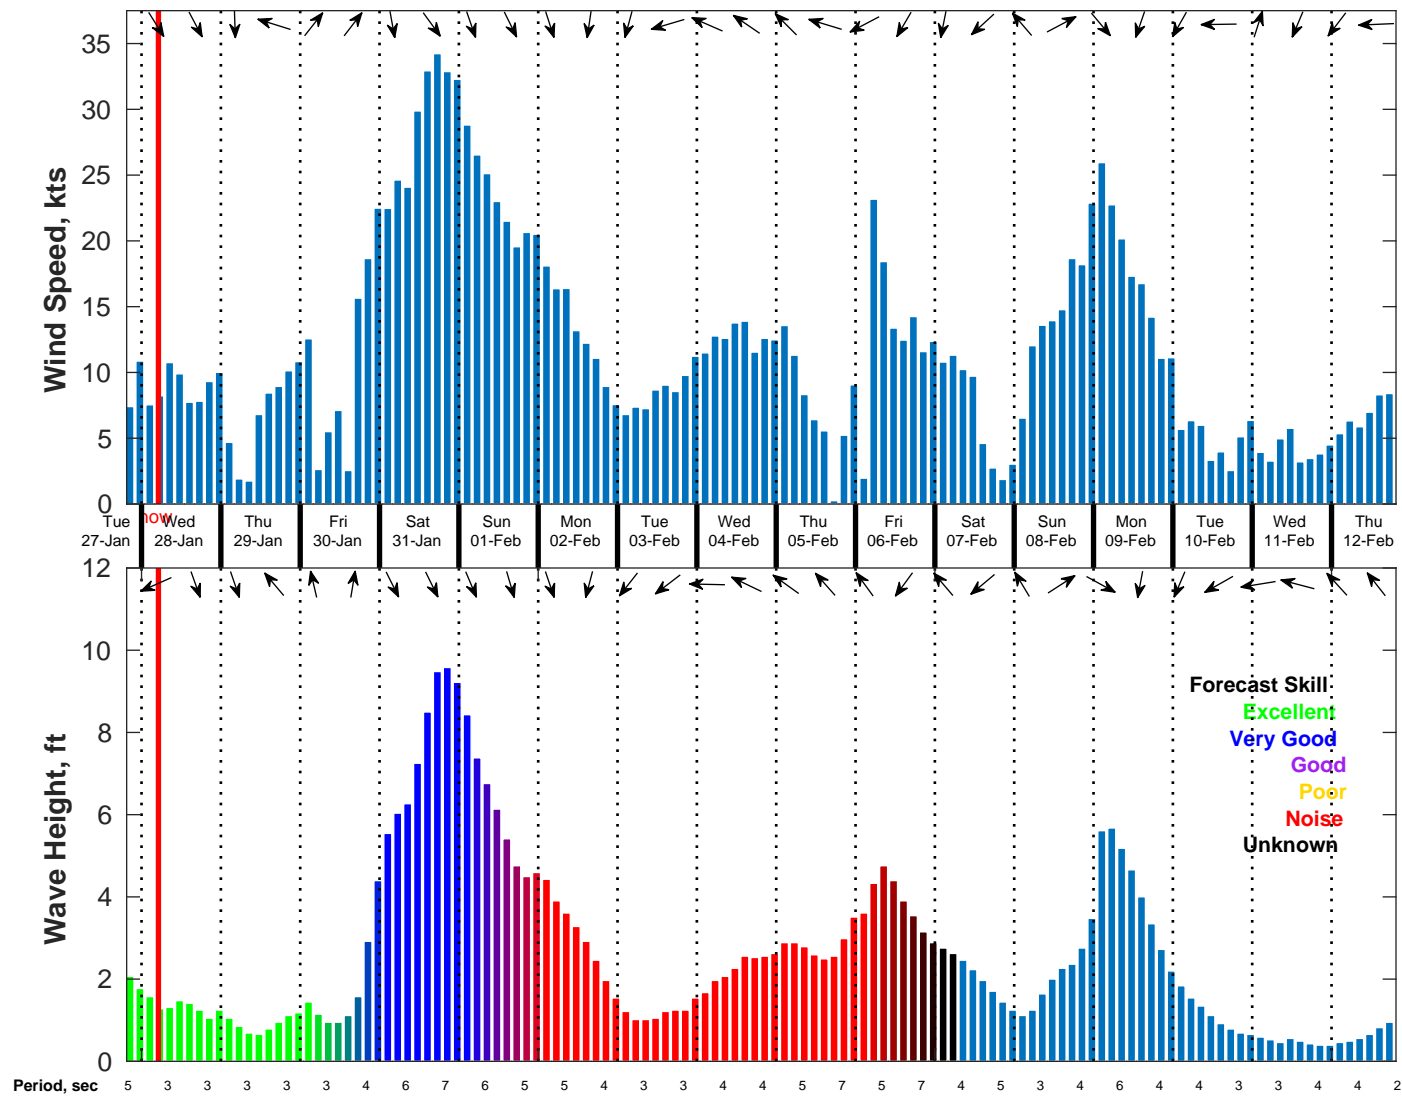 35
30
25
20
15
10
5
0
Wind Speed, kts
now
Tue Wed Thu Fri Sat Sun Mon Tue Wed Thu Fri Sat Sun Mon Tue Wed Thu
27-Jan 28-Jan 29-Jan 30-Jan 31-Jan 01-Feb 02-Feb 03-Feb 04-Feb 05-Feb 06-Feb 07-Feb 08-Feb 09-Feb 10-Feb 11-Feb 12-Feb
12
10
8
6
4
2
0
Wave Height, ft
Forecast Skill
Excellent
Very Good
Good
Poor
Noise
Unknown
Period, sec 5 3 3 3 3 3 4 6 7 6 5 5 4 3 3 4 4 5 7 5 7 4 5 3 4 6 4 4 3 3 4 4 2